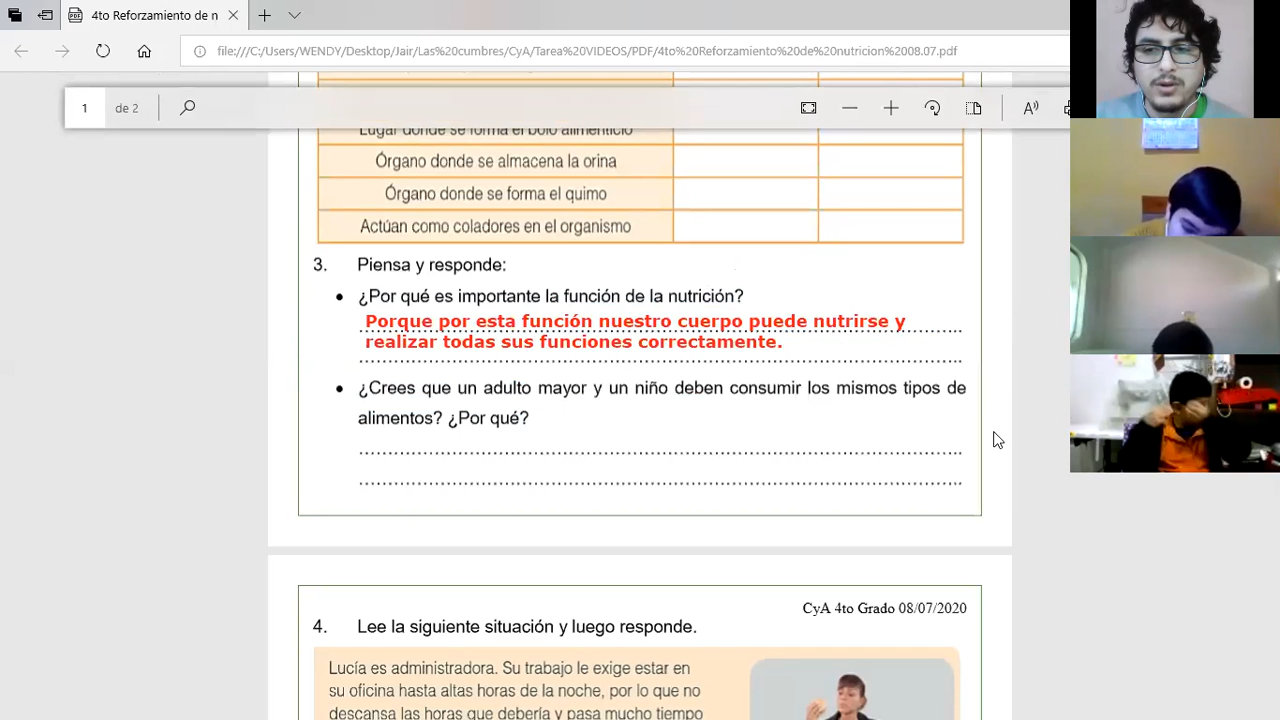 4to Reforzamiento de n
file:///C:/Users/WENDY/Desktop/Jair/Las%20cumbres/CyA/Tarea%20VIDEOS/PDF/4to%20Reforzamiento%20de%20nutricion%2008.07.pdf
1 de 2
Lugar donde se forma el bolo alimenticio
Órgano donde se almacena la orina
Órgano donde se forma el quimo
Actúan como coladores en el organismo
3. Piensa y responde:
• ¿Por qué es importante la función de la nutrición?
Porque por esta función nuestro cuerpo puede nutrirse y
realizar todas sus funciones correctamente.
• ¿Crees que un adulto mayor y un niño deben consumir los mismos tipos de
alimentos? ¿Por qué?
CyA 4to Grado 08/07/2020
4. Lee la siguiente situación y luego responde.
Lucía es administradora. Su trabajo le exige estar en
su oficina hasta altas horas de la noche, por lo que no
descansa las horas que debería y pasa mucho tiempo